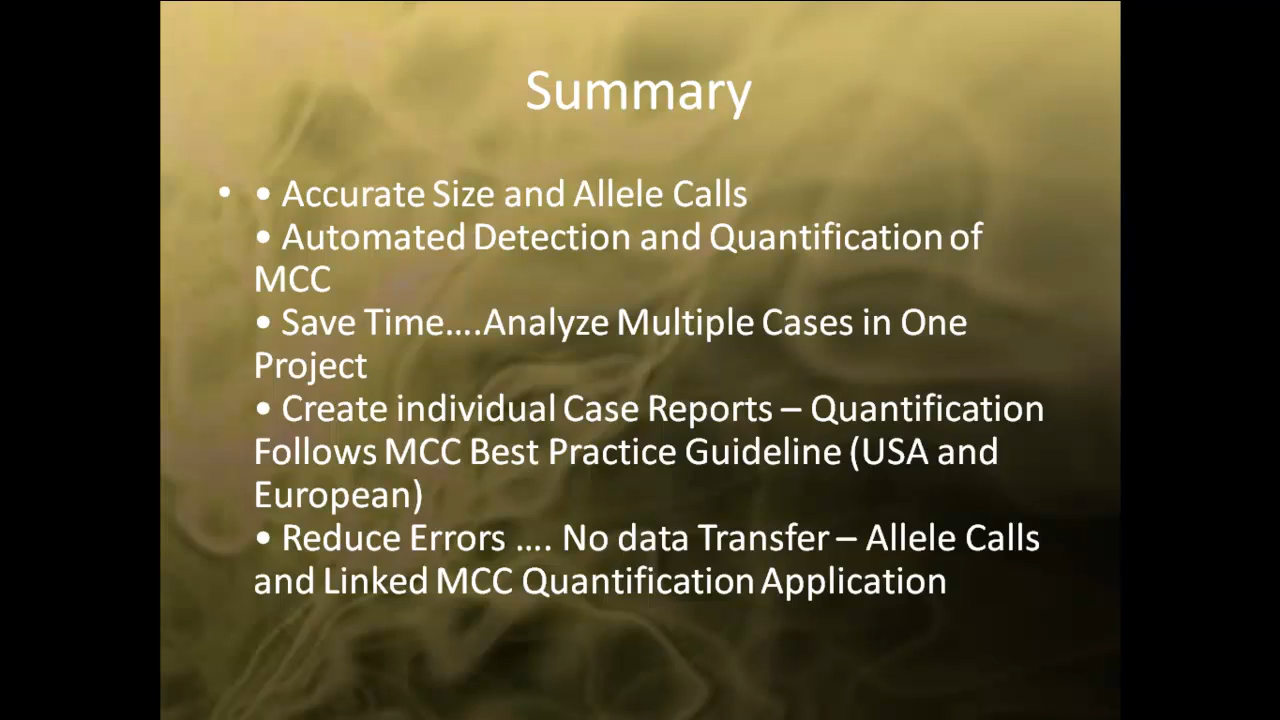 Summary
• • Accurate Size and Allele Calls
• Automated Detection and Quantification of
MCC
• Save Time….Analyze Multiple Cases in One
Project
• Create individual Case Reports – Quantification
Follows MCC Best Practice Guideline (USA and
European)
• Reduce Errors …. No data Transfer – Allele Calls
and Linked MCC Quantification Application